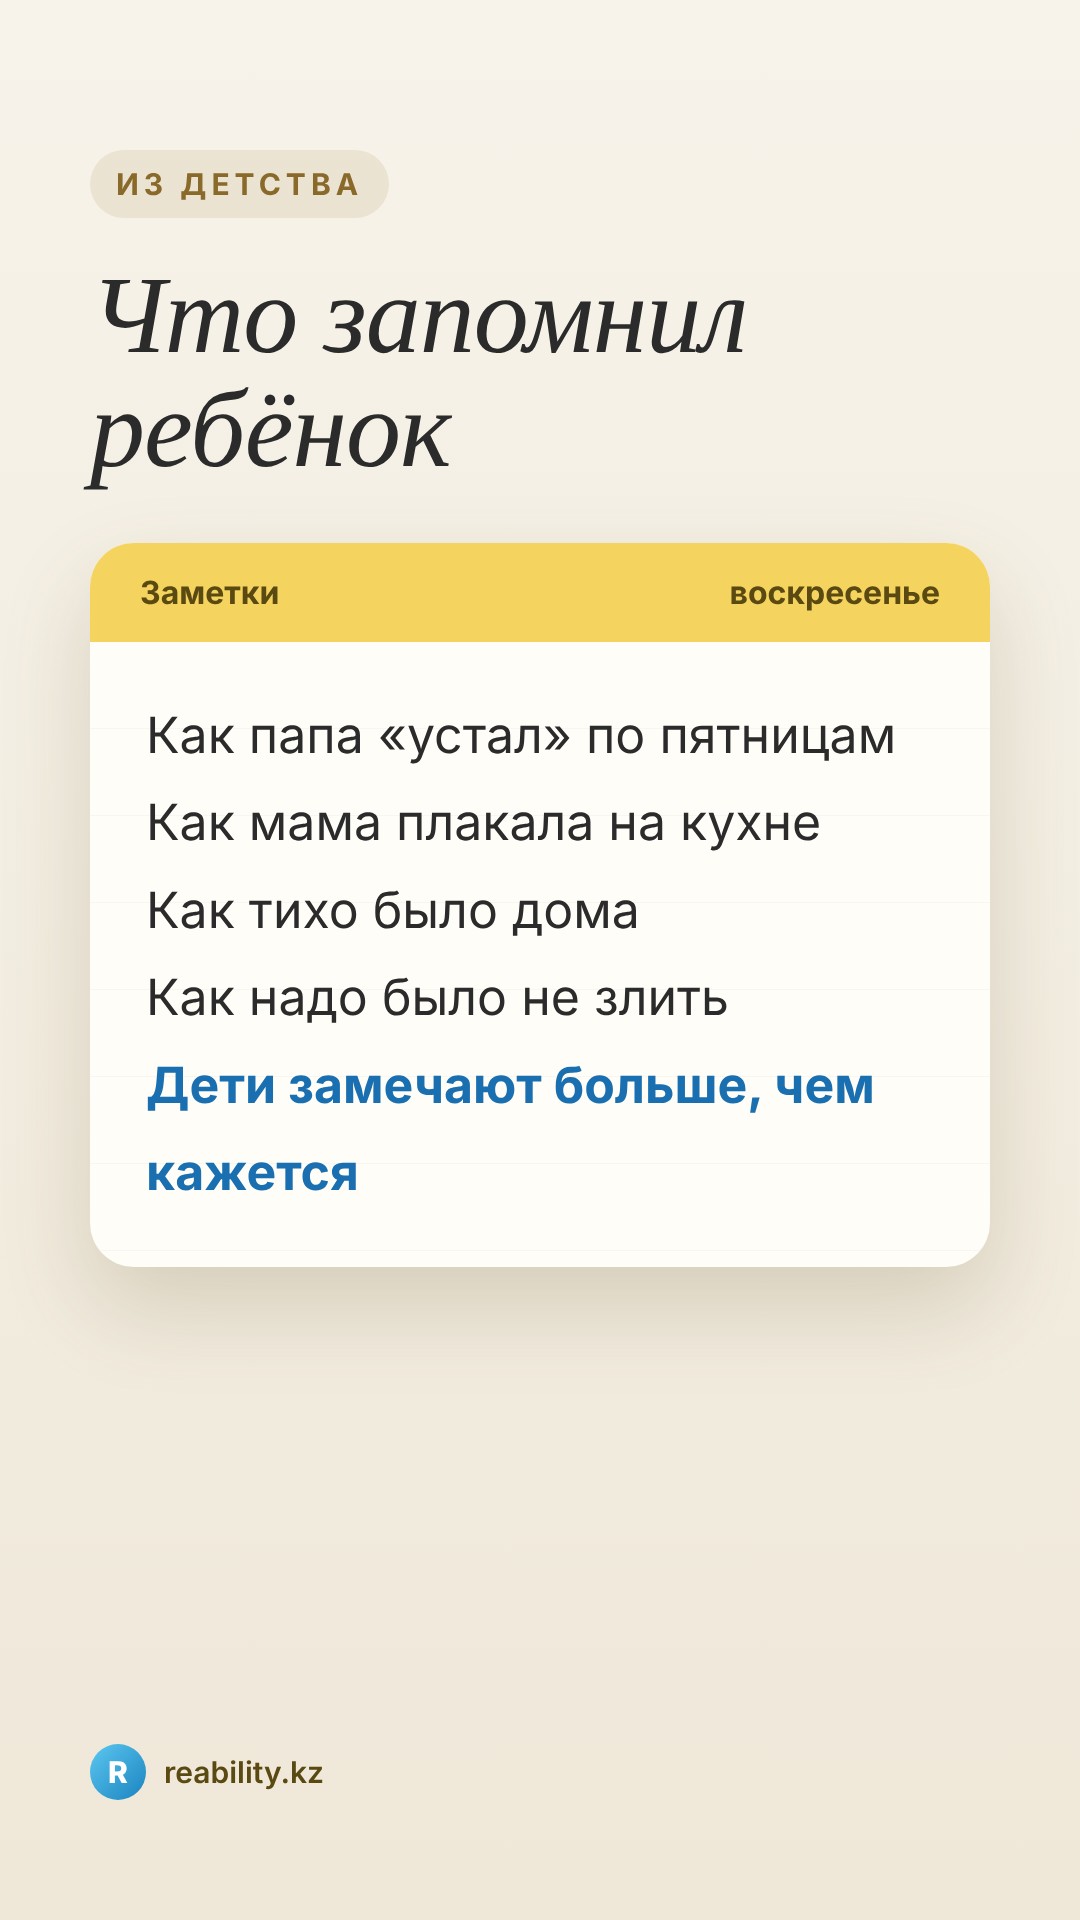 ИЗ ДЕТСТВА
Что запомнил
ребёнок
Заметки воскресенье
Как папа «устал» по пятницам
Как мама плакала на кухне
Как тихо было дома
Как надо было не злить
Дети замечают больше, чем
кажется
R reability.kz